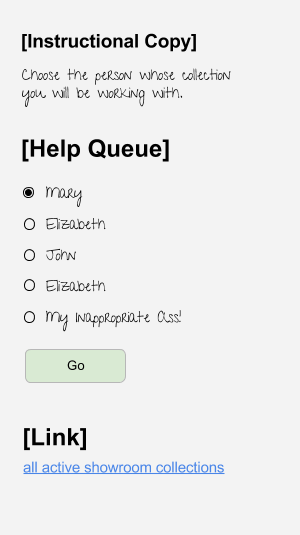 [Instructional Copy]
Choose the person whose collection
you will be working with.
[Help Queue]
Mary
Elizabeth
John
Elizabeth
My Inappropriate Ass!
Go
[Link]
all active showroom collections